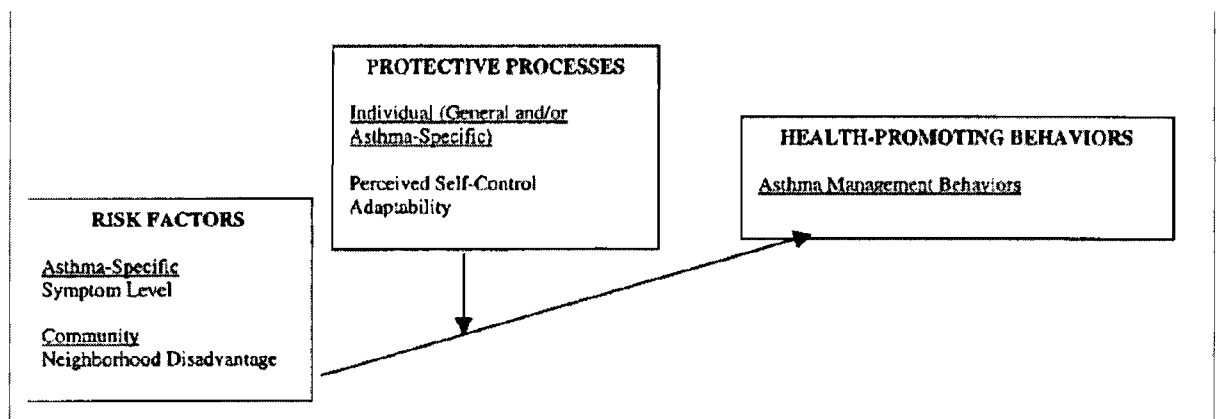 PROTECTIVE PROCESSES
Individual (General and/or
Asthma-Specific)
Perceived Self-Control
Adaptability
HEALTH-PROMOTING BEHAVIORS
Asthma Management Behaviors
RISK FACTORS
Asthma-Specific
Symptom Level
Community
Neighborhood Disadvantage